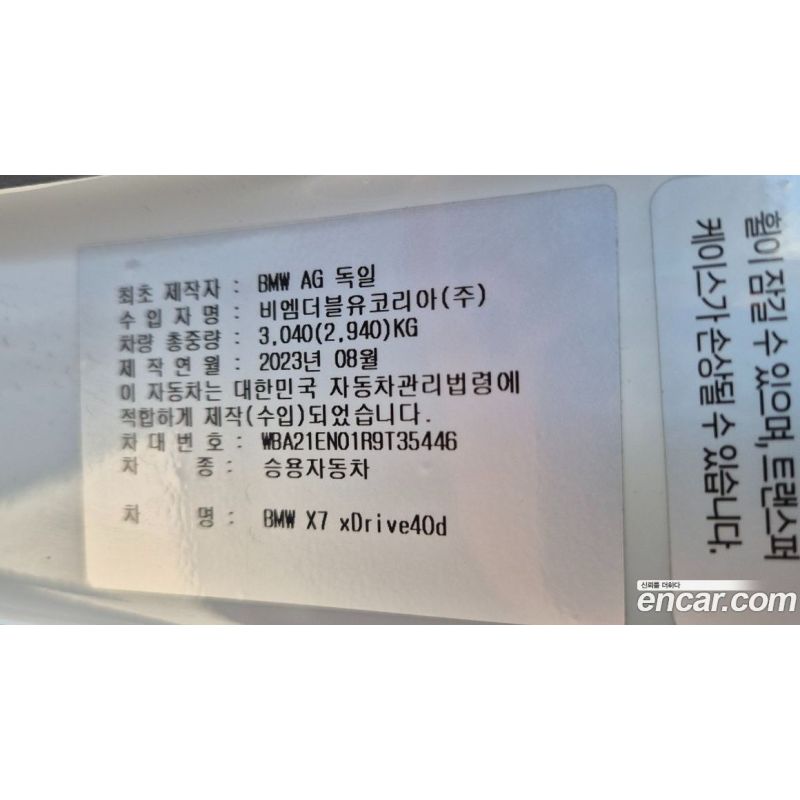 최초 제작자 : BMW AG 독일
수 입 자 명 : 비엠더블유코리아(주)
차량 총중량 : 3,040(2,940)KG
제 작 연 월 : 2023년 08월
이 자동차는 대한민국 자동차관리법령에
적합하게 제작(수입)되었습니다.
차 대 번 호 : WBA21EN01R9T35446
차 종 : 승용자동차
차 명 : BMW X7 xDrive40d
휠이 잠길 수 있으며, 트랜스퍼
케이스가 손상될 수 있습니다.
신뢰를 더하다
encar.com